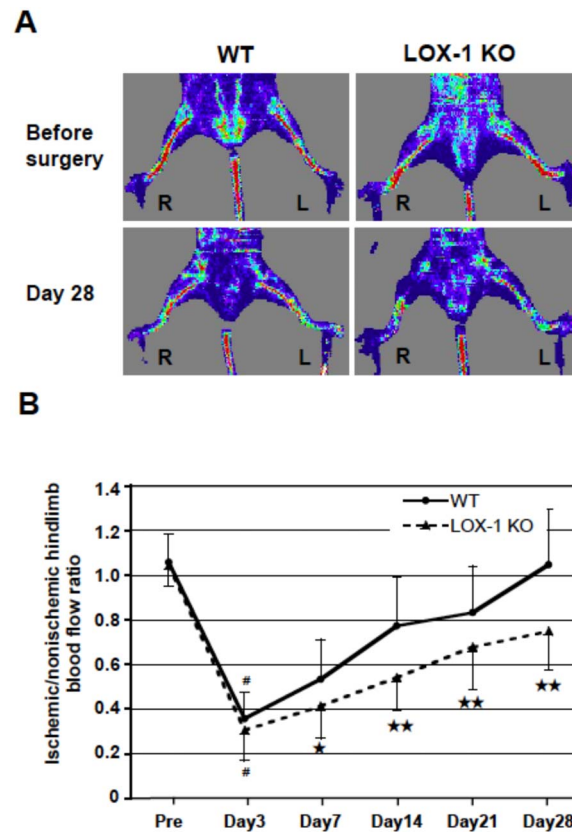 A
WT LOX-1 KO
Before
surgery
R L R L
Day 28
R L R L
B
Ischemic/nonischemic hindlimb
blood flow ratio
1.4
1.2
1.0
0.8
0.6
0.4
0.2
0
WT
LOX-1 KO
#
#
★
★★
★★
★★
Pre Day3 Day7 Day14 Day21 Day28